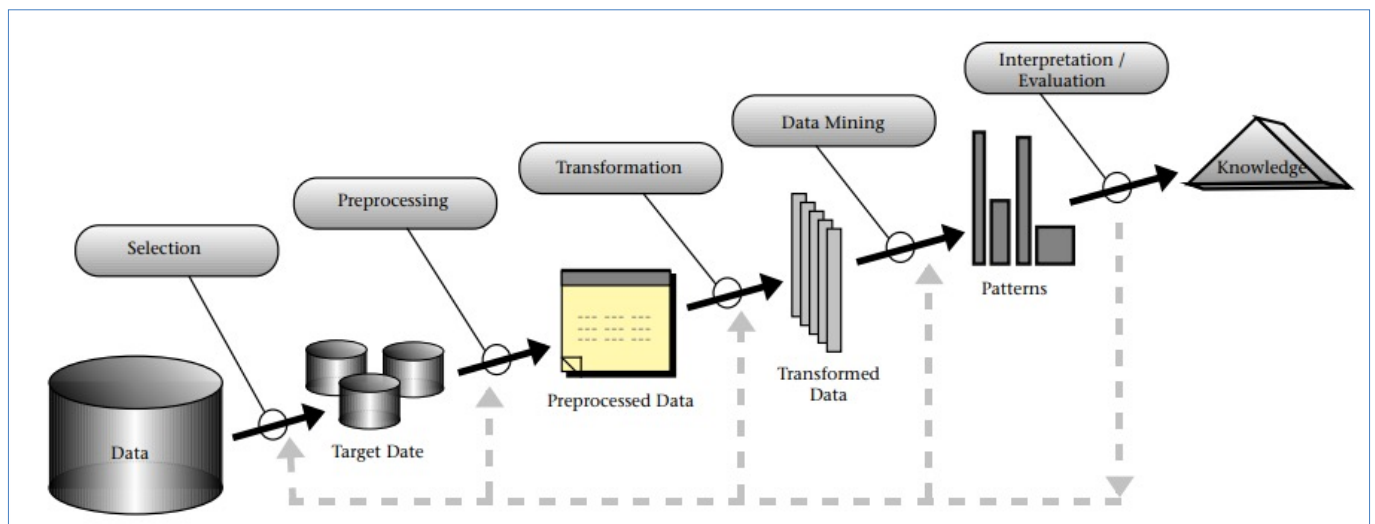 Interpretation /
Evaluation
Data Mining
Knowledge
Transformation
Preprocessing
Selection
Patterns
Transformed
Data
Preprocessed Data
Target Date
Data